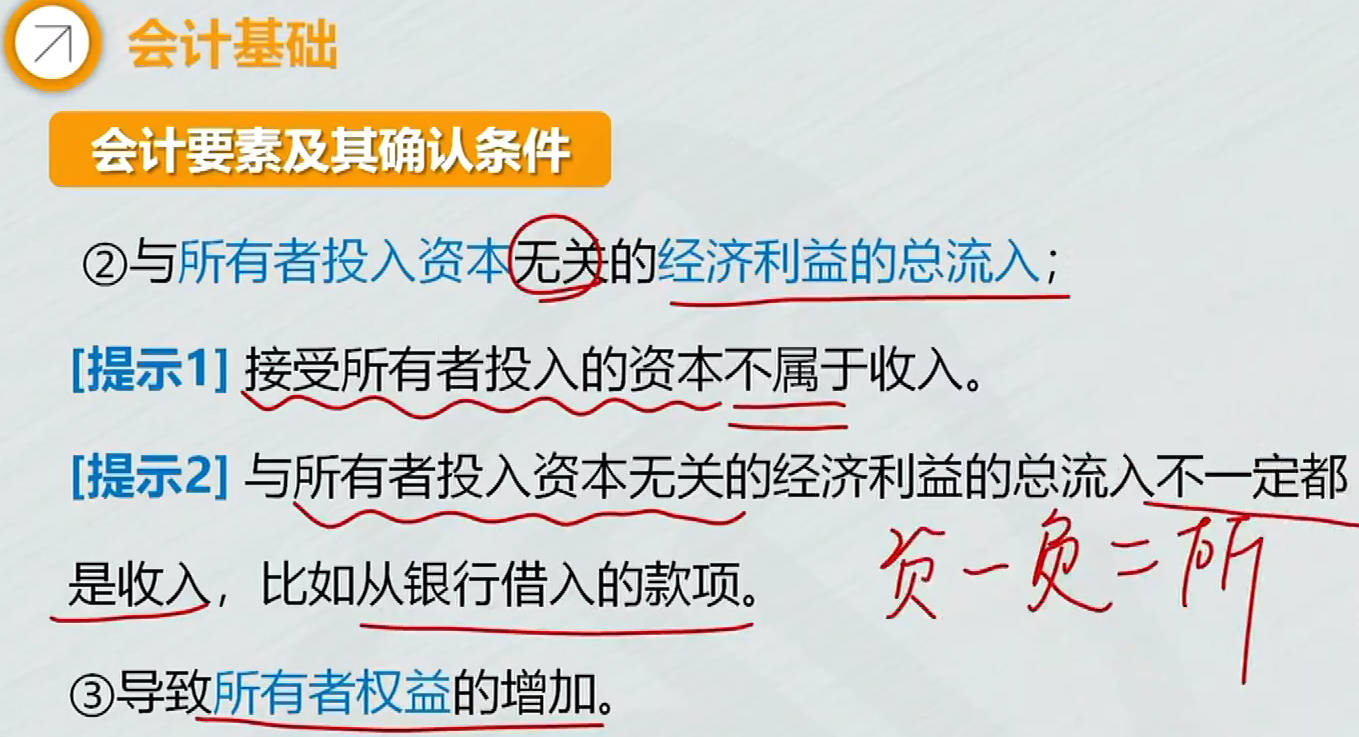 会计基础
会计要素及其确认条件
②与所有者投入资本无关的经济利益的总流入；
[提示1] 接受所有者投入的资本不属于收入。
[提示2] 与所有者投入资本无关的经济利益的总流入不一定都
是收入，比如从银行借入的款项。
资－负＝所
③导致所有者权益的增加。